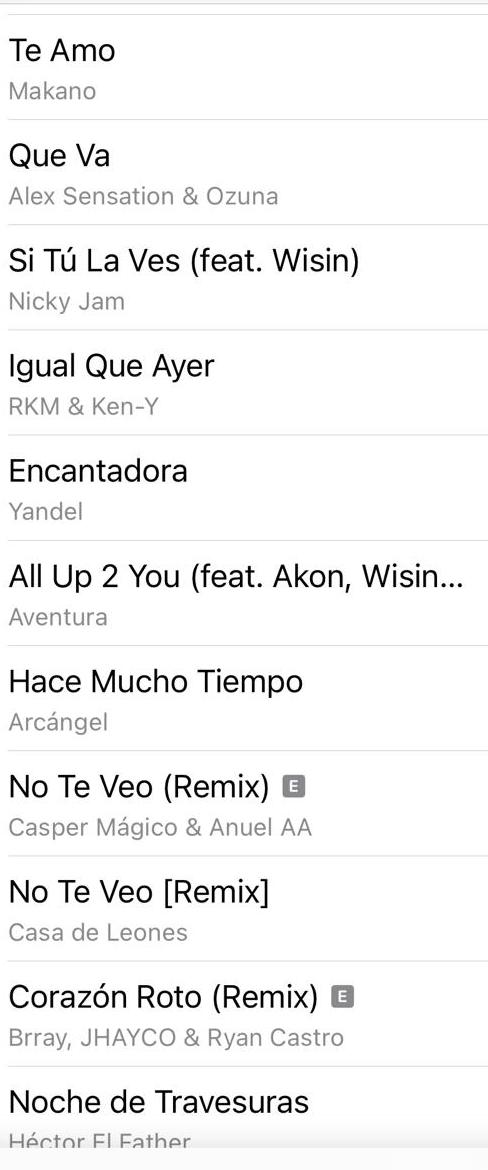 Te Amo
Makano
Que Va
Alex Sensation & Ozuna
Si Tú La Ves (feat. Wisin)
Nicky Jam
Igual Que Ayer
RKM & Ken-Y
Encantadora
Yandel
All Up 2 You (feat. Akon, Wisin...
Aventura
Hace Mucho Tiempo
Arcángel
No Te Veo (Remix) E
Casper Mágico & Anuel AA
No Te Veo [Remix]
Casa de Leones
Corazón Roto (Remix) E
Brray, JHAYCO & Ryan Castro
Noche de Travesuras
Héctor El Father